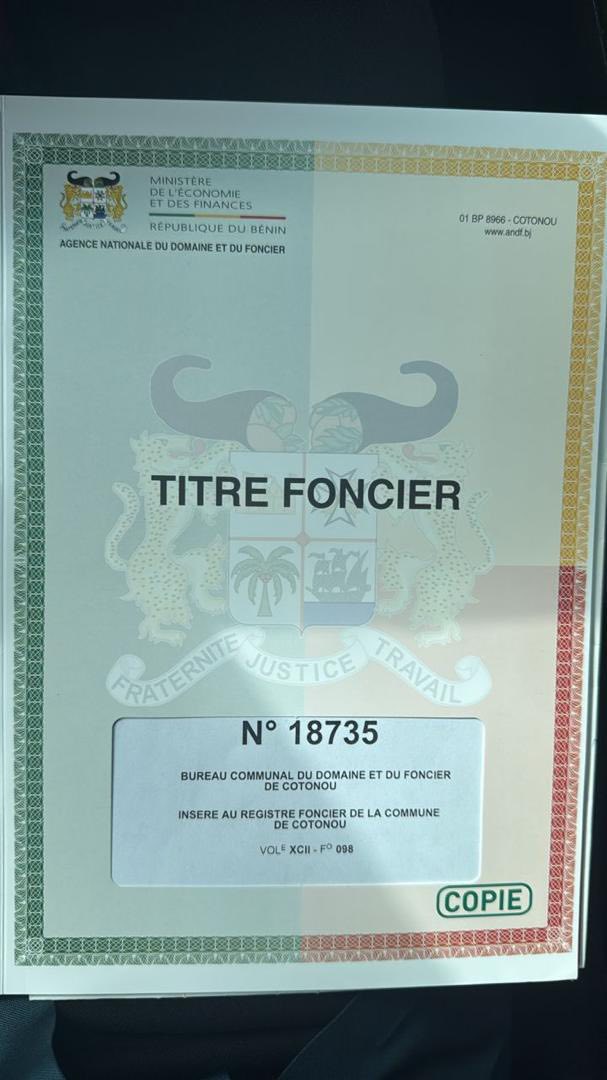 MINISTÈRE
DE L'ÉCONOMIE
ET DES FINANCES
RÉPUBLIQUE DU BÉNIN
AGENCE NATIONALE DU DOMAINE ET DU FONCIER
01 BP 8966 - COTONOU
www.andf.bj
TITRE FONCIER
FRATERNITE JUSTICE TRAVAIL
N° 18735
BUREAU COMMUNAL DU DOMAINE ET DU FONCIER
DE COTONOU
INSERE AU REGISTRE FONCIER DE LA COMMUNE
DE COTONOU
VOLᴱ XCII - Fᴼ 098
COPIE